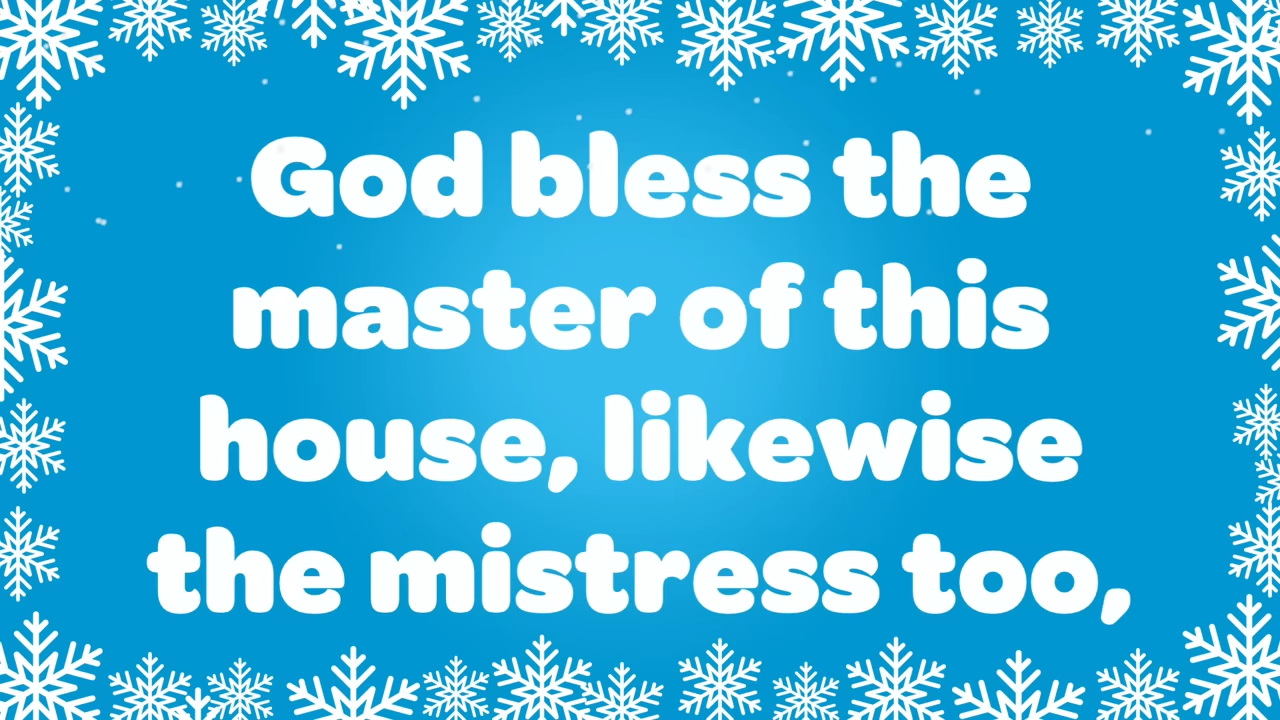 God bless the
master of this
house, likewise
the mistress too,